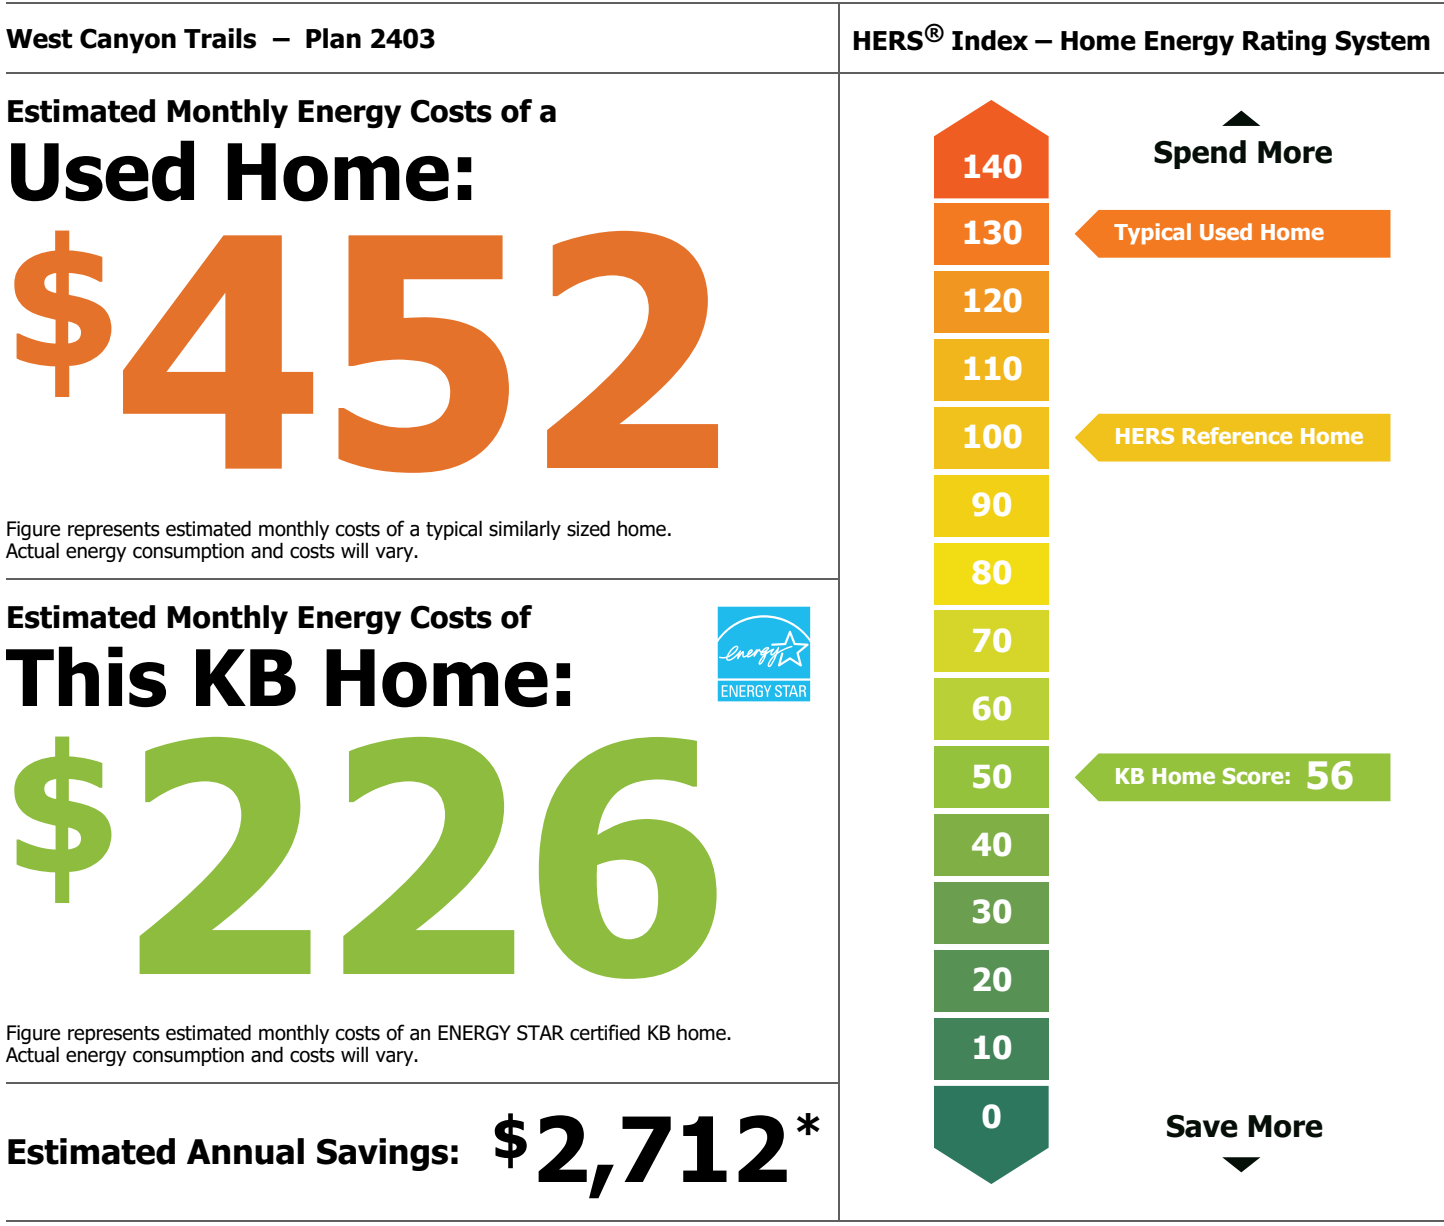 West Canyon Trails – Plan 2403
Estimated Monthly Energy Costs of a
Used Home:
$452
Figure represents estimated monthly costs of a typical similarly sized home.
Actual energy consumption and costs will vary.
Estimated Monthly Energy Costs of
This KB Home:
energy
ENERGY STAR
$226
Figure represents estimated monthly costs of an ENERGY STAR certified KB home.
Actual energy consumption and costs will vary.
Estimated Annual Savings: $2,712*
HERS® Index – Home Energy Rating System
Spend More
140
130 Typical Used Home
120
110
100 HERS Reference Home
90
80
70
60
50 KB Home Score: 56
40
30
20
10
0
Save More